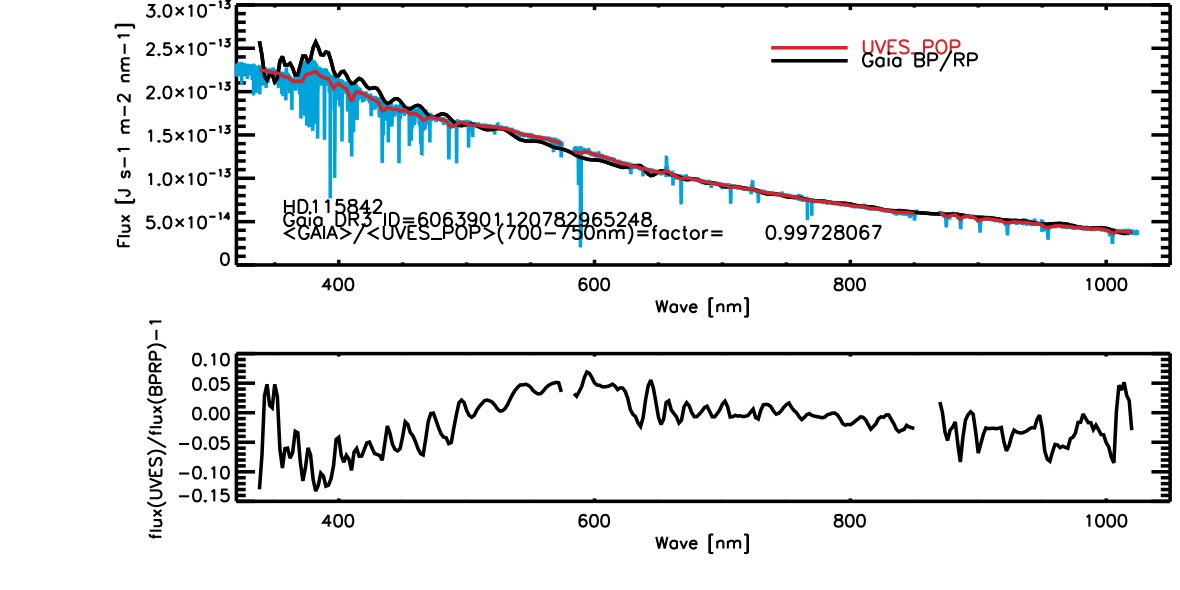 3.0×10−13
2.5×10−13
2.0×10−13
1.5×10−13
1.0×10−13
5.0×10−14
0
Flux [J s−1 m−2 nm−1]
UVES_POP
Gaia BP/RP
HD115842
Gaia DR3 ID=6063901120782965248
<GAIA>/<UVES_POP>(700−750nm)=factor= 0.99728067
400 600 800 1000
Wave [nm]
0.10
0.05
0.00
−0.05
−0.10
−0.15
flux(UVES)/flux(BPRP)−1
400 600 800 1000
Wave [nm]